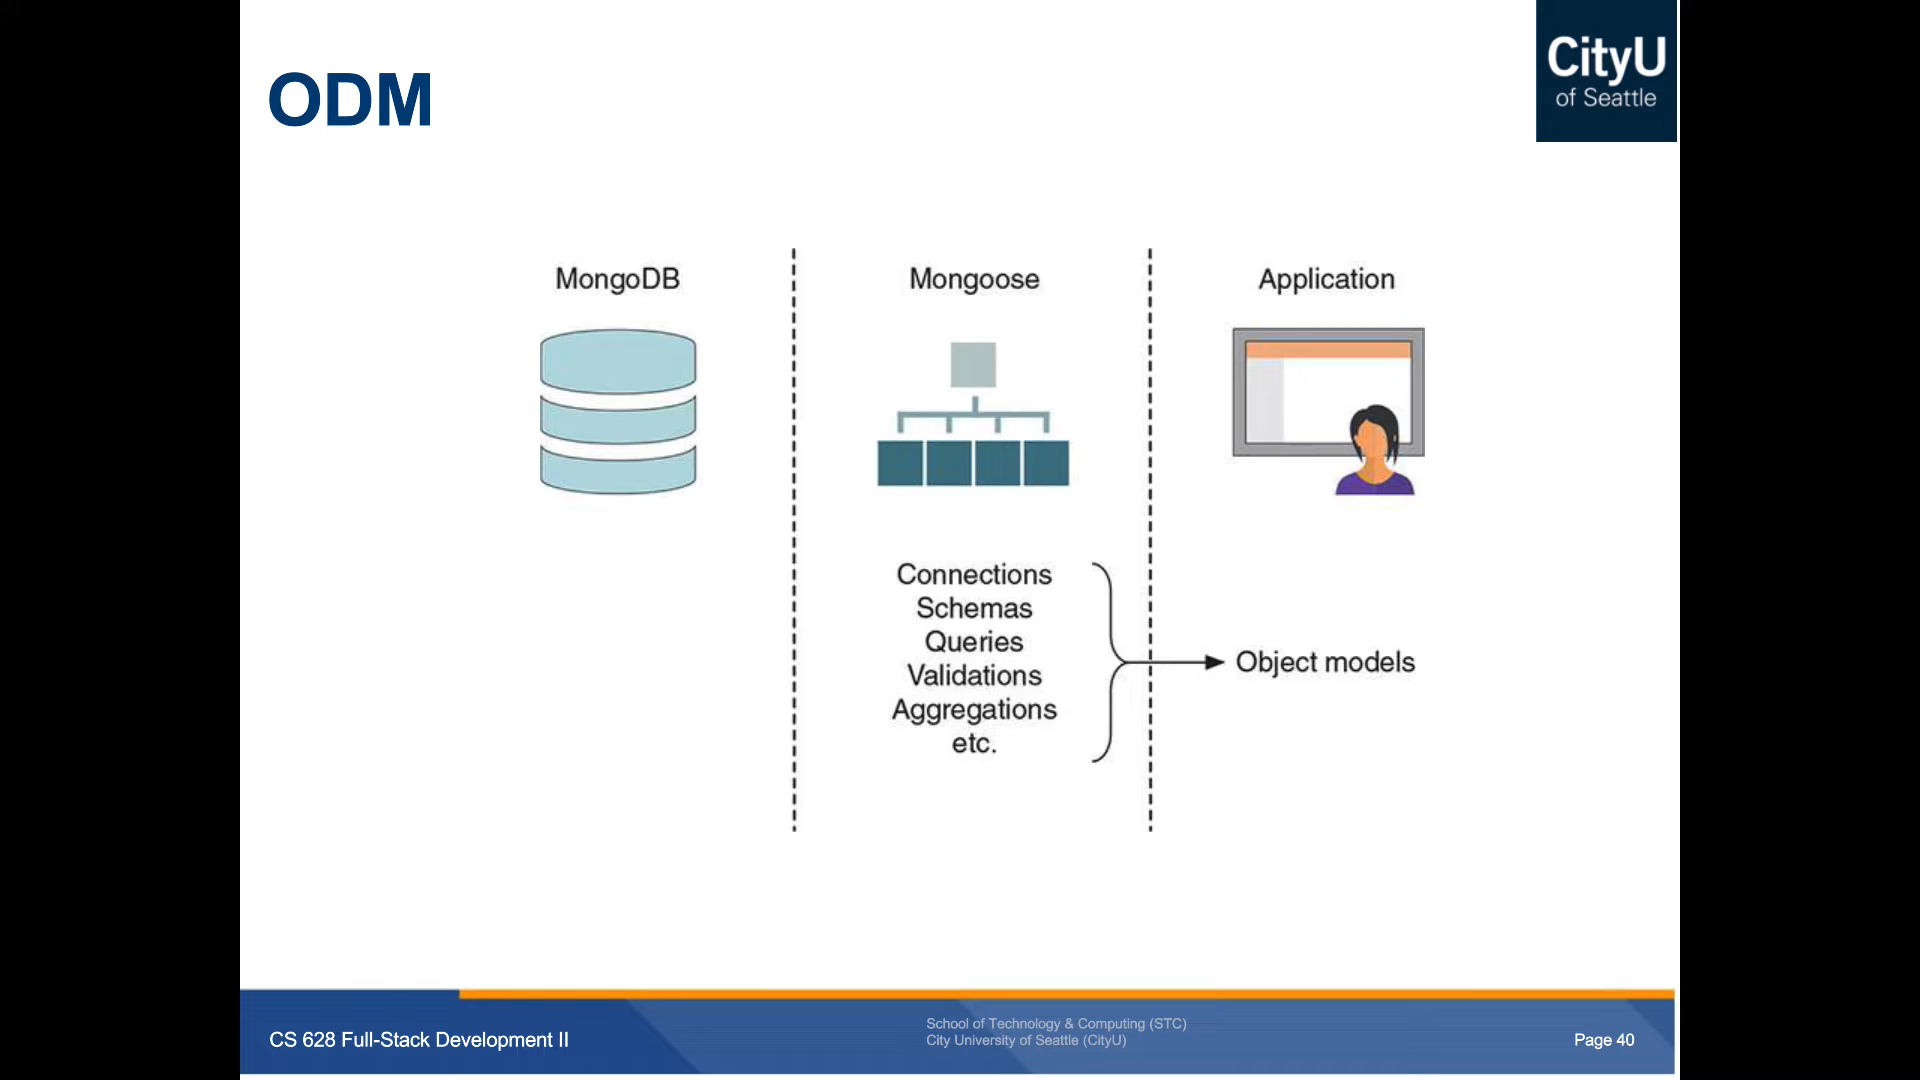 ODM
CityU
of Seattle
MongoDB
Mongoose
Application
Connections
Schemas
Queries
Validations
Aggregations
etc.
Object models
CS 628 Full-Stack Development II
School of Technology & Computing (STC)
City University of Seattle (CityU)
Page 40